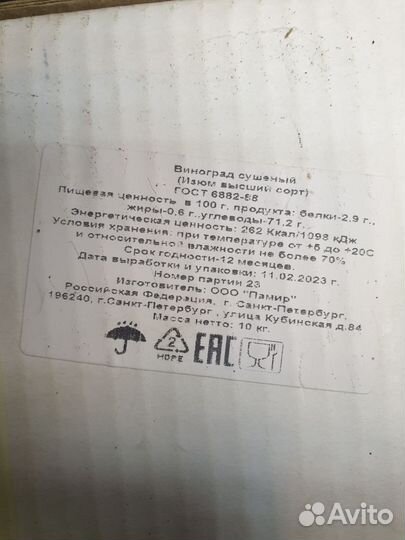 Виноград сушеный
(Изюм высший сорт)
ГОСТ 6882-88
Пищевая ценность в 100 г. продукта: белки-2.9 г.,
жиры-0,6 г.,углеводы-71.2 г.,
Энергетическая ценность: 262 Ккал/1098 кДж
Условия хранения: при температуре от +5 до +20С
и относительной влажности не более 70%
Срок годности-12 месяцев.
Дата выработки и упаковки: 11.02.2023 г.
Номер партии 23
Изготовитель: ООО "Памир"
Российская Федерация, г. Санкт-Петербург,
196240, г.Санкт-Петербург , улица Кубинская д.84
Масса нетто: 10 кг.
2
HDPE
EAC
Avito